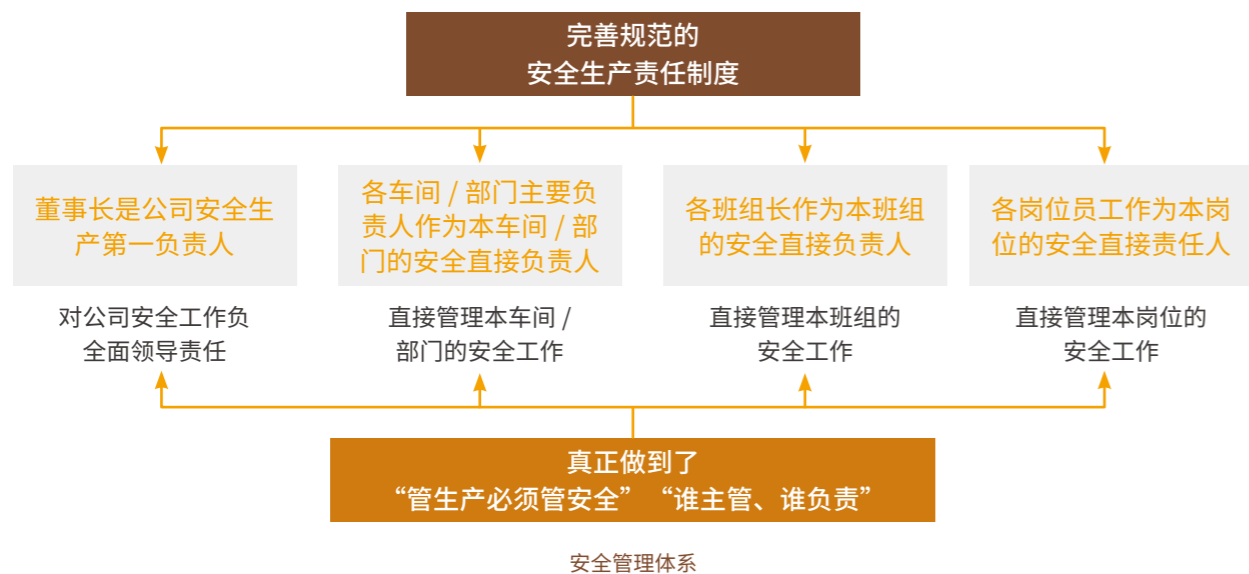 完善规范的
安全生产责任制度
董事长是公司安全生
产第一负责人
各车间 / 部门主要负
责人作为本车间 / 部
门的安全直接负责人
各班组长作为本班组
的安全直接负责人
各岗位员工作为本岗
位的安全直接责任人
对公司安全工作负
全面领导责任
直接管理本车间 /
部门的安全工作
直接管理本班组的
安全工作
直接管理本岗位的
安全工作
真正做到了
“管生产必须管安全”“谁主管、谁负责”
安全管理体系